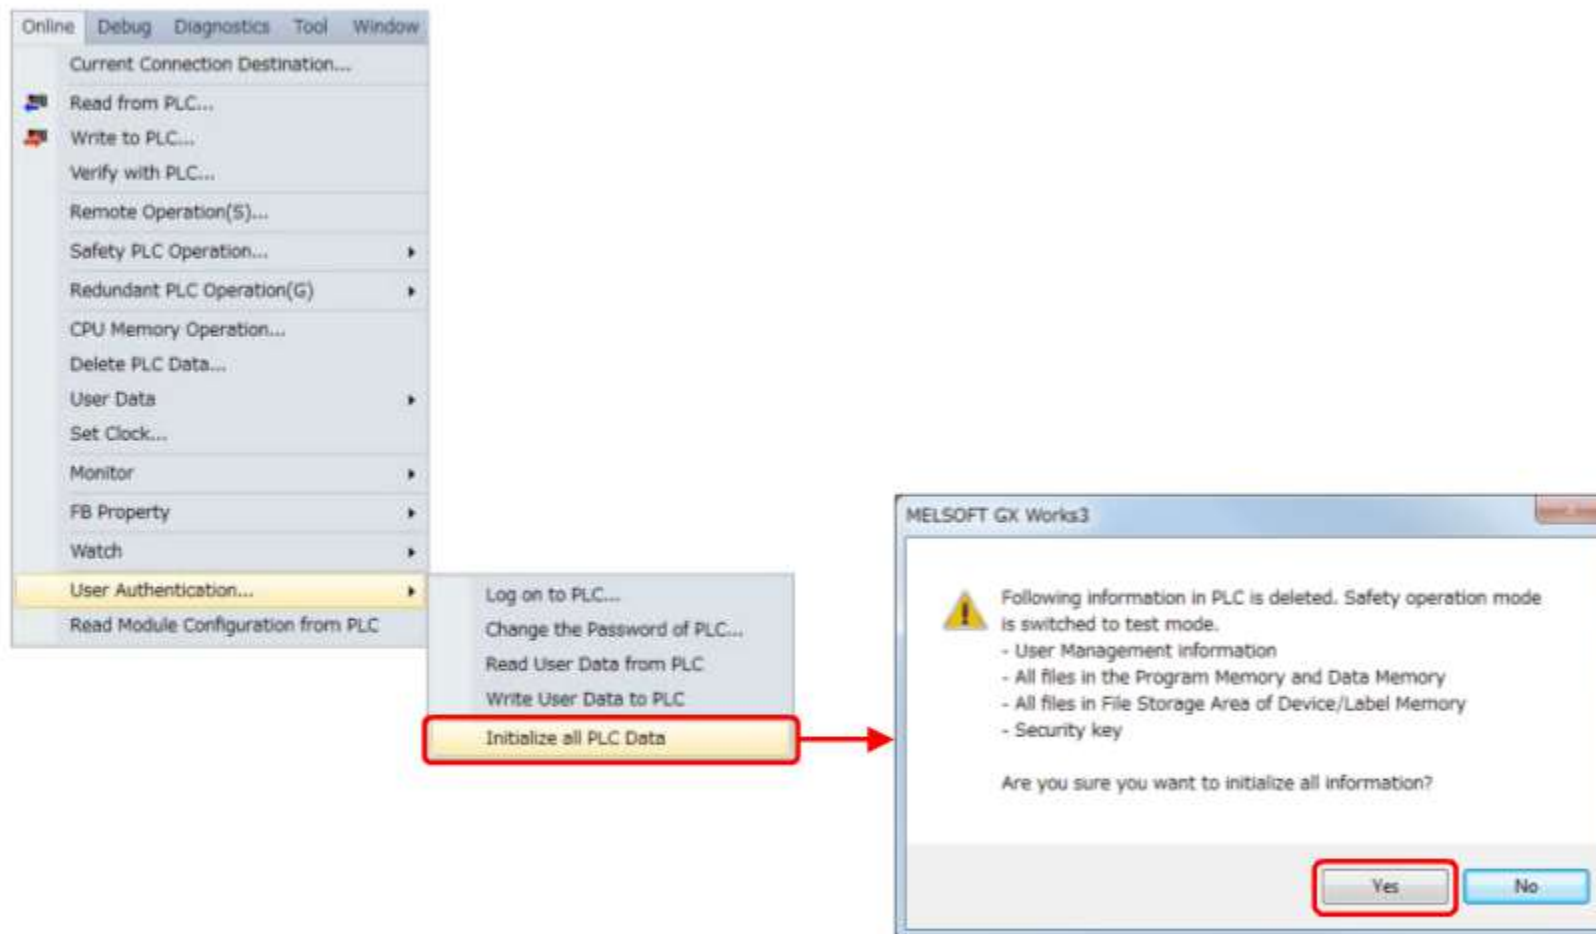 Online Debug Diagnostics Tool Window
Current Connection Destination...
Read from PLC...
Write to PLC...
Verify with PLC...
Remote Operation(S)...
Safety PLC Operation...
Redundant PLC Operation(G)
CPU Memory Operation...
Delete PLC Data...
User Data
Set Clock...
Monitor
FB Property
Watch
User Authentication...
Read Module Configuration from PLC
Log on to PLC...
Change the Password of PLC...
Read User Data from PLC
Write User Data to PLC
Initialize all PLC Data
MELSOFT GX Works3
Following information in PLC is deleted. Safety operation mode
is switched to test mode.
- User Management information
- All files in the Program Memory and Data Memory
- All files in File Storage Area of Device/Label Memory
- Security key
Are you sure you want to initialize all information?
Yes No